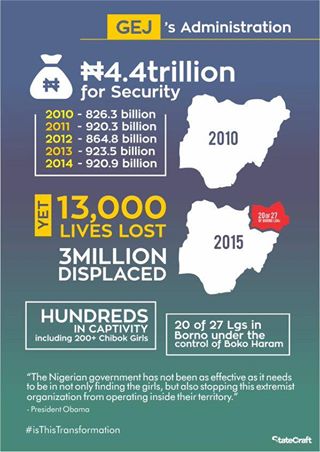 GEJ 's Administration
₦4.4trillion
for Security
₦
2010 - 826.3 billion
2011 - 920.3 billion
2012 - 864.8 billion
2013 - 923.5 billion
2014 - 920.9 billion
2010
YET
13,000
LIVES LOST
3MILLION
DISPLACED
20 of 27
OF BORNO LGAs
2015
HUNDREDS
IN CAPTIVITY
including 200+ Chibok Girls
20 of 27 Lgs in
Borno under the
control of Boko Haram
“The Nigerian government has not been as effective as it needs
to be in not only finding the girls, but also stopping this extremist
organization from operating inside their territory.”
- President Obama
#isThisTransformation
StateCraft